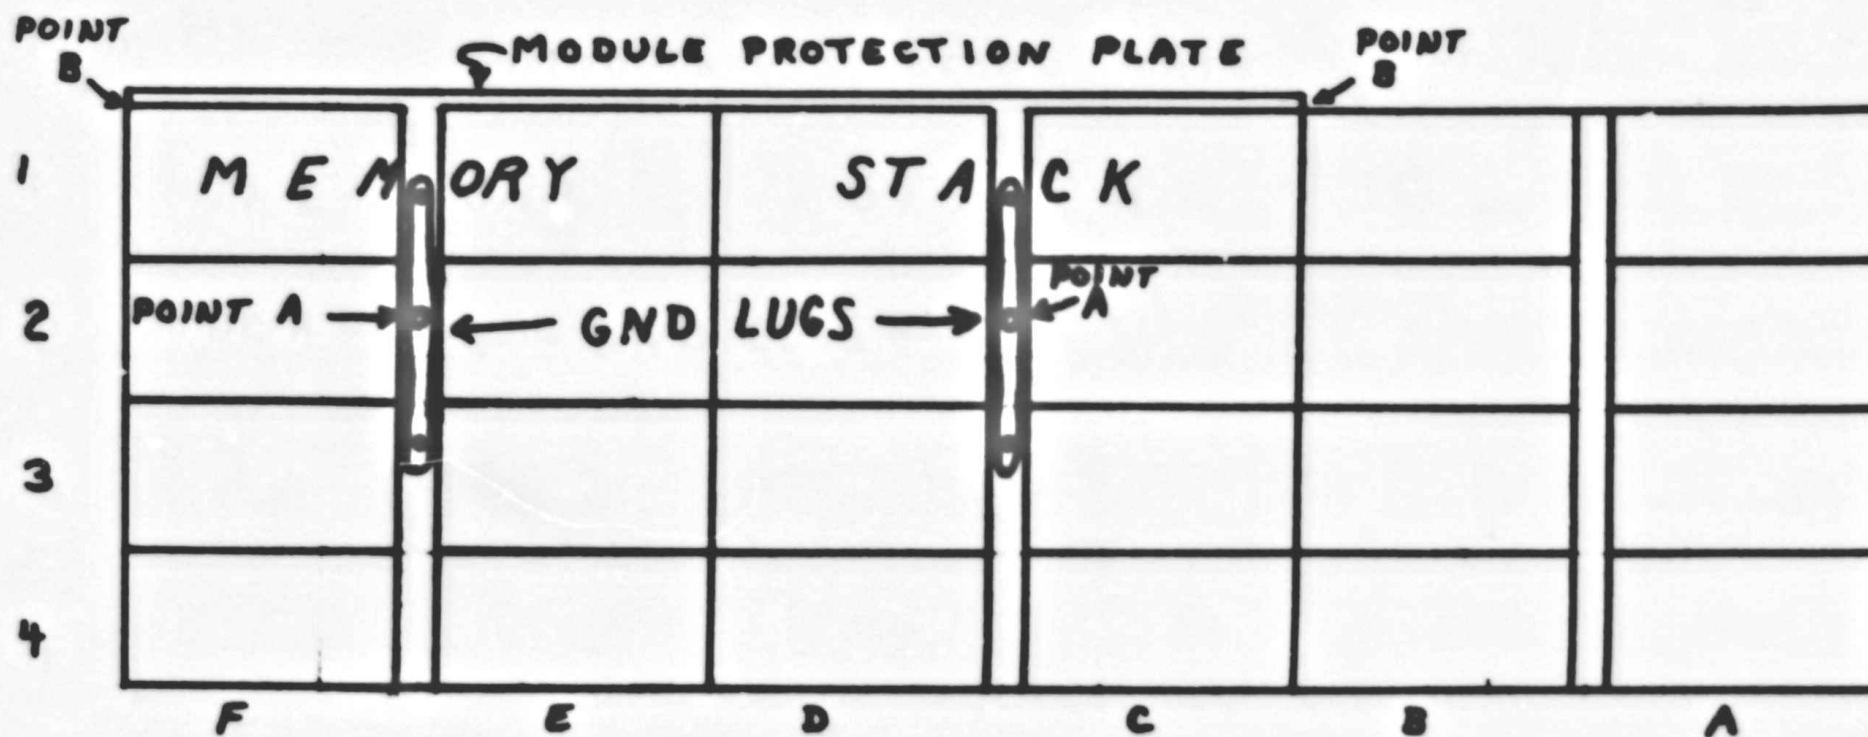 POINT
B
MODULE PROTECTION PLATE
POINT
B
1
MEMORY STACK
2
POINT A
GND LUGS
POINT
A
3
4
F E D C B A